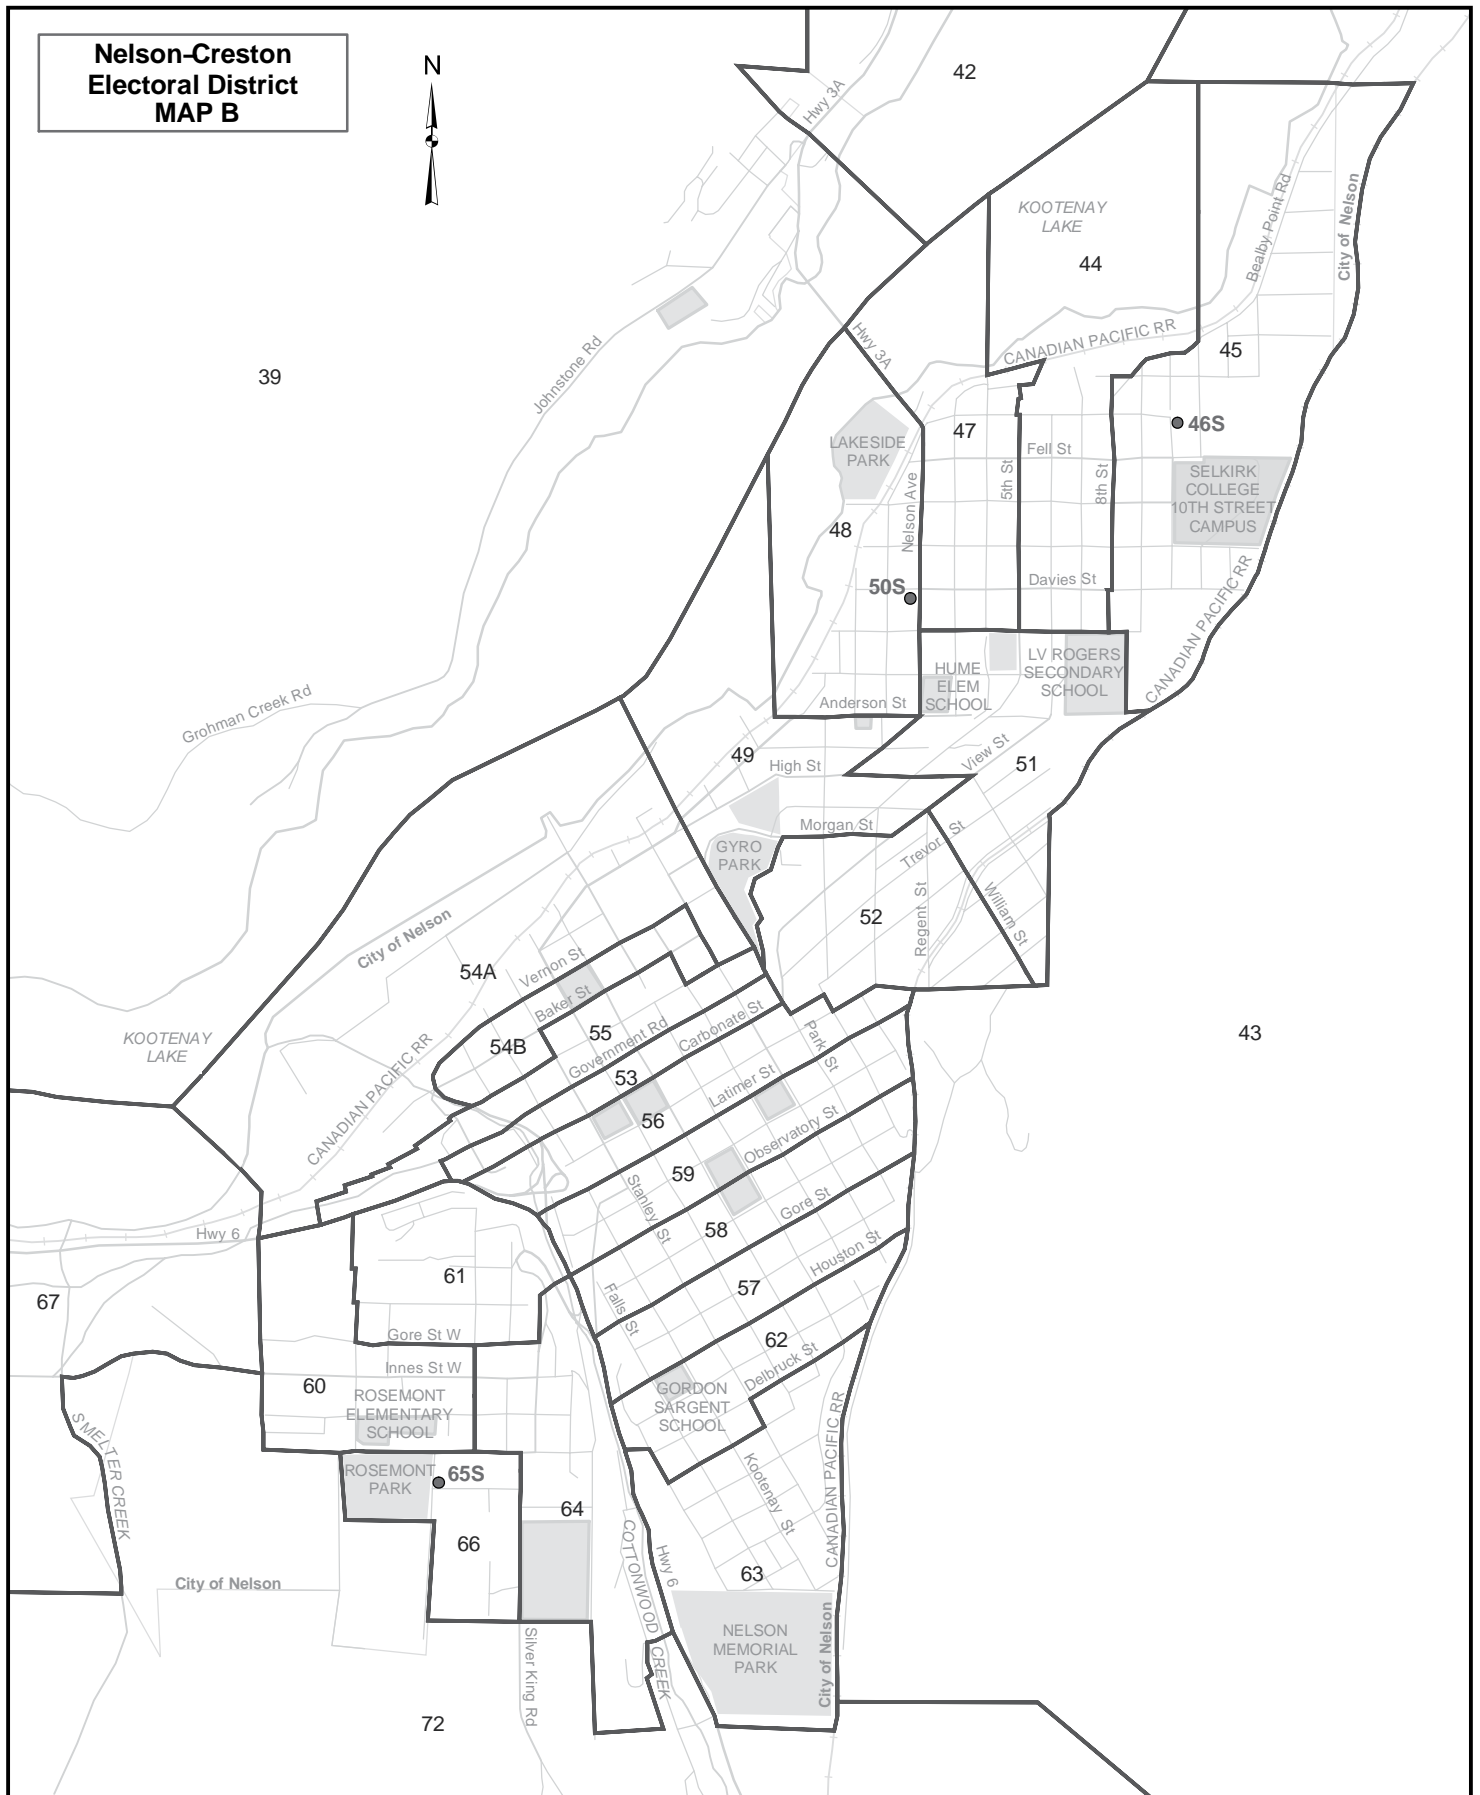 Nelson–Creston
Electoral District
MAP B
N
42
Hwy 3A
KOOTENAY
LAKE
44
Bealby Point Rd
City of Nelson
39
Johnstone Rd
Hwy 3A
CANADIAN PACIFIC RR
45
46S
LAKESIDE
PARK
47
Fell St
5th St
8th St
SELKIRK
COLLEGE
10TH STREET
CAMPUS
48
Nelson Ave
50S
Davies St
CANADIAN PACIFIC RR
HUME
ELEM
SCHOOL
LV ROGERS
SECONDARY
SCHOOL
Anderson St
Grohman Creek Rd
49
High St
View St
51
Morgan St
GYRO
PARK
Trevor St
Regent St
William St
52
City of Nelson
54A
Vernon St
Baker St
55
54B
Government Rd
Carbonate St
Park St
KOOTENAY
LAKE
43
CANADIAN PACIFIC RR
53
56
Latimer St
Observatory St
59
Stanley St
58
Gore St
Hwy 6
61
57
Houston St
67
Falls St
62
Gore St W
Innes St W
Delbruck St
60
ROSEMONT
ELEMENTARY
SCHOOL
GORDON
SARGENT
SCHOOL
SMELTER CREEK
ROSEMONT
PARK
65S
Kootenay St
CANADIAN PACIFIC RR
64
66
COTTONWOOD CREEK
Hwy 6
63
City of Nelson
NELSON
MEMORIAL
PARK
City of Nelson
Silver King Rd
72